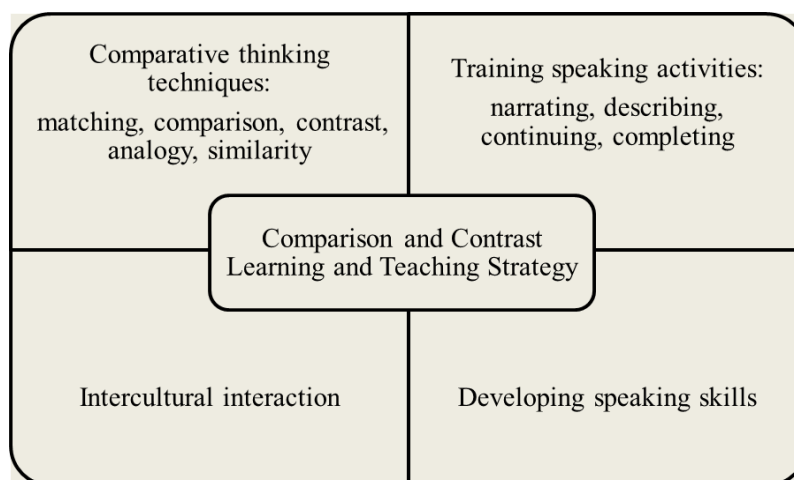 Comparative thinking
techniques:
matching, comparison, contrast,
analogy, similarity
Training speaking activities:
narrating, describing,
continuing, completing
Comparison and Contrast
Learning and Teaching Strategy
Intercultural interaction
Developing speaking skills